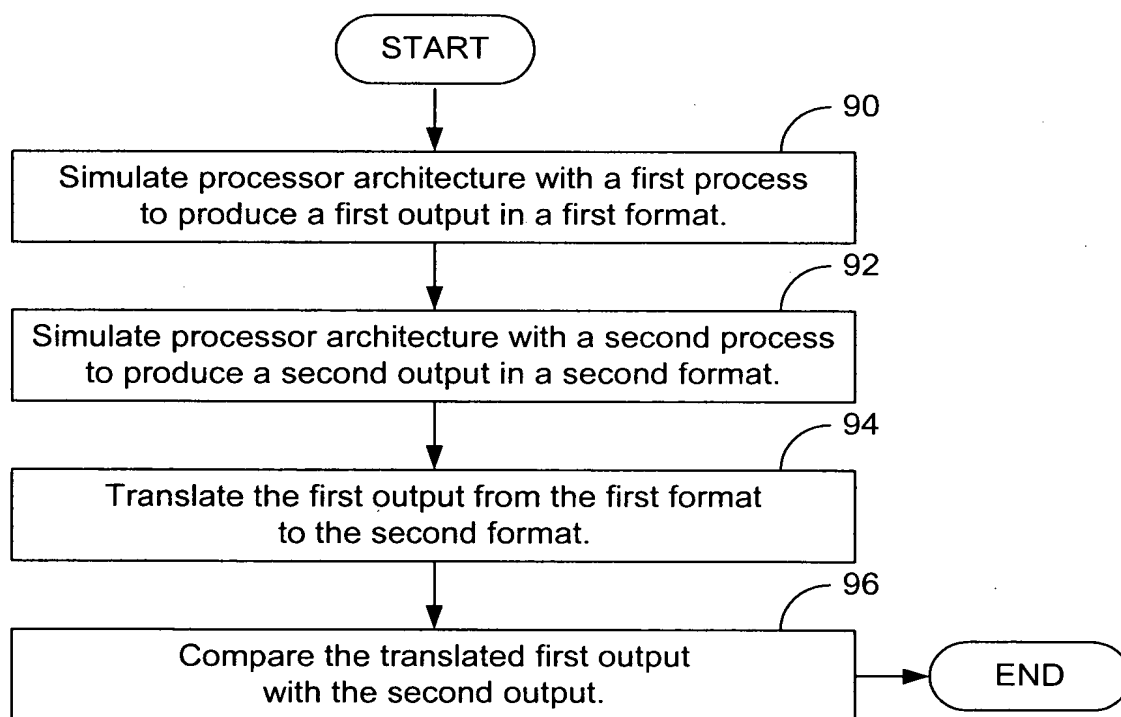 START
90
Simulate processor architecture with a first process
to produce a first output in a first format.
92
Simulate processor architecture with a second process
to produce a second output in a second format.
94
Translate the first output from the first format
to the second format.
96
Compare the translated first output
with the second output.
END